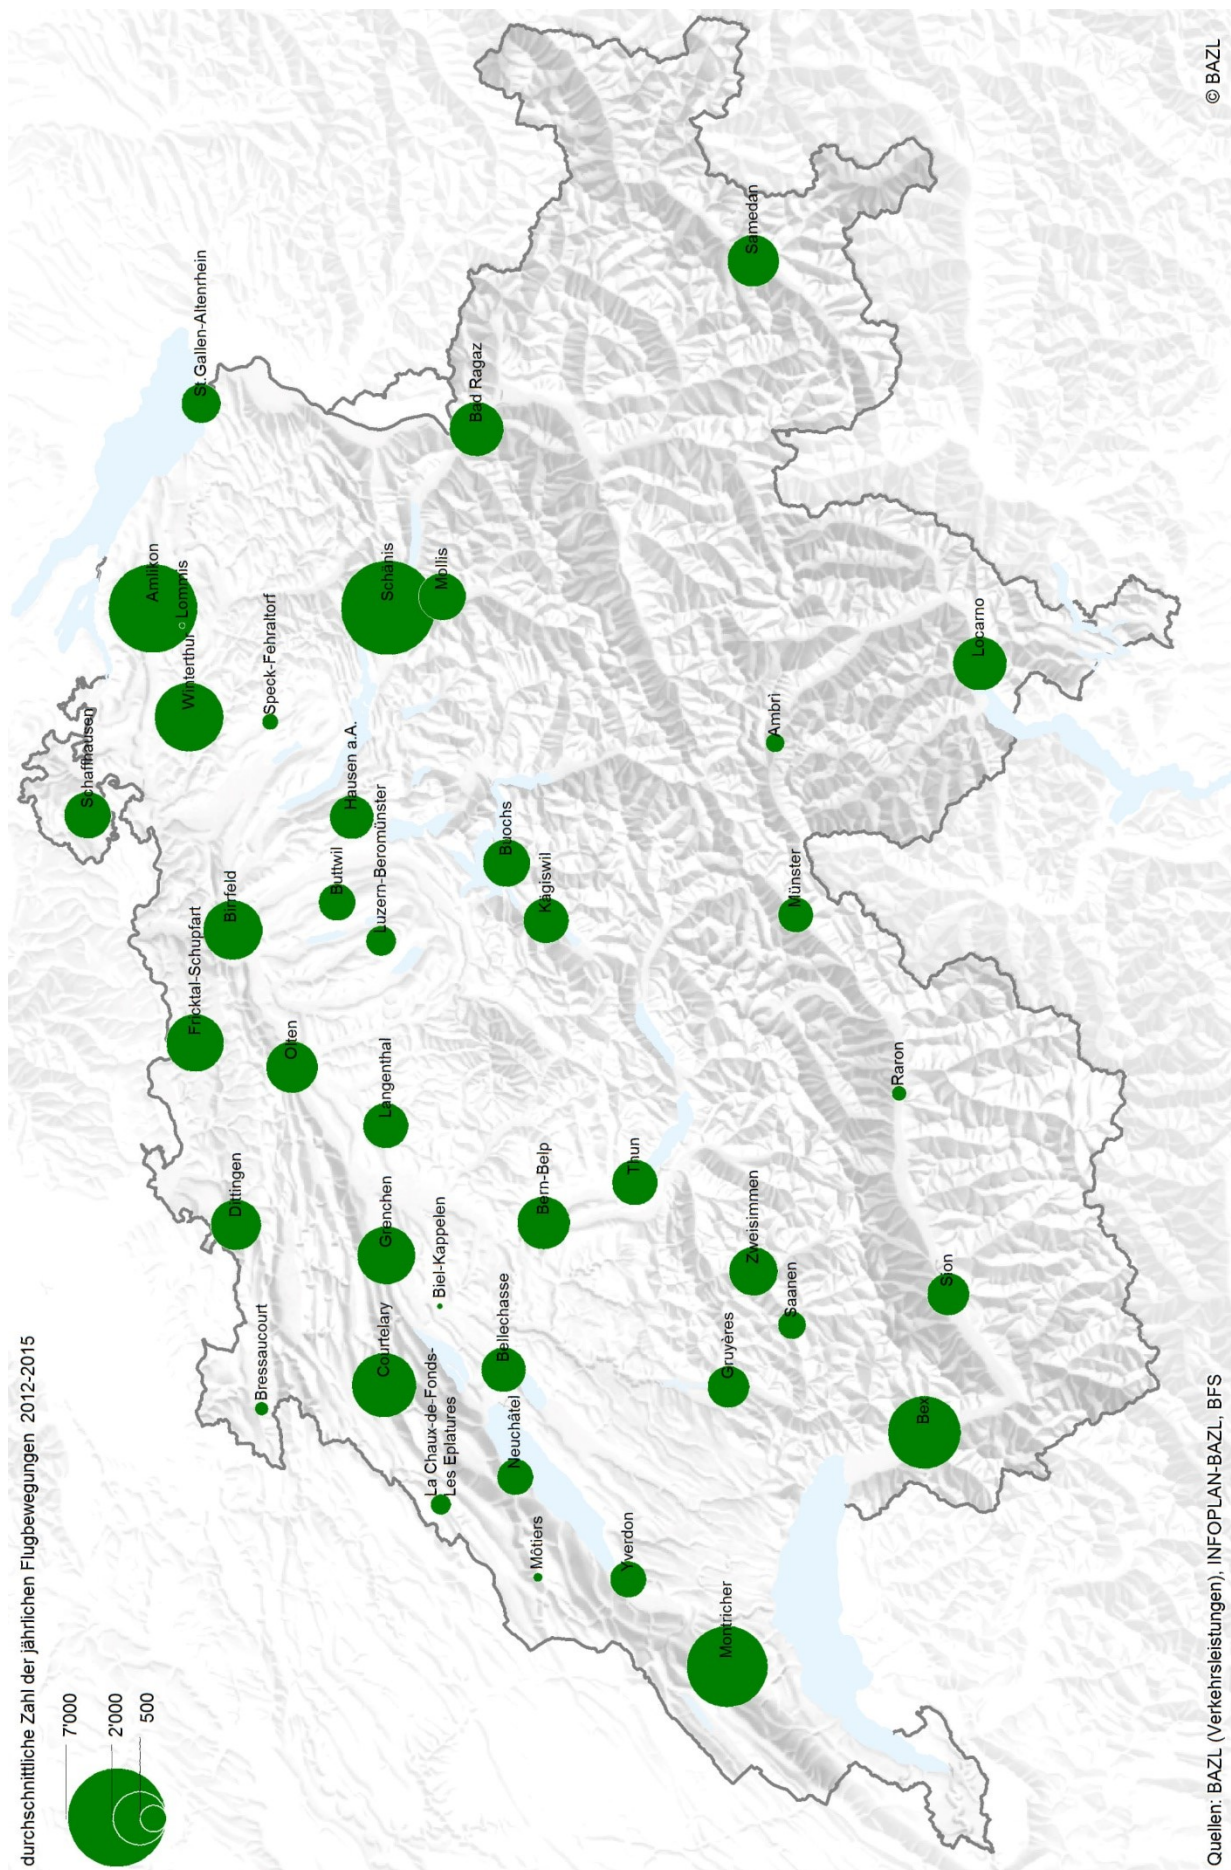 durchschnittliche Zahl der jährlichen Flugbewegungen 2012-2015
7'000
2'000
500
Schaffhausen
Amlikon
Lommis
Winterthur
St.Gallen-Altenrhein
Fricktal-Schupfart
Birrfeld
Speck-Fehraltorf
Dittingen
Bressaucourt
Olten
Buttwil
Hausen a.A.
Luzern-Beromünster
Schänis
Mollis
Courtelary
Grenchen
Langenthal
La Chaux-de-Fonds-
Les Eplatures
Biel-Kappelen
Bad Ragaz
Neuchâtel
Bellechasse
Buochs
Môtiers
Bern-Belp
Kägiswil
Yverdon
Thun
Montricher
Gruyères
Zweisimmen
Saanen
Münster
Ambrì
Samedan
Bex
Sion
Raron
Locarno
Quellen: BAZL (Verkehrsleistungen), INFOPLAN-BAZL, BFS
© BAZL